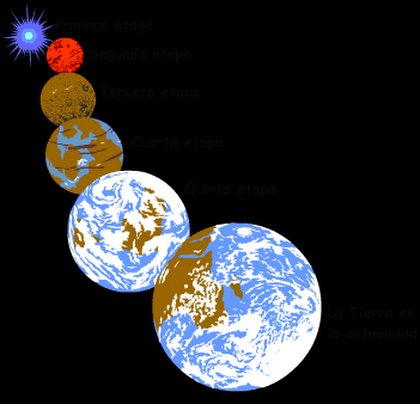 Primera etapa
Segunda etapa
Tercera etapa
Cuarta etapa
Quinta etapa
La Tierra en
la actualidad